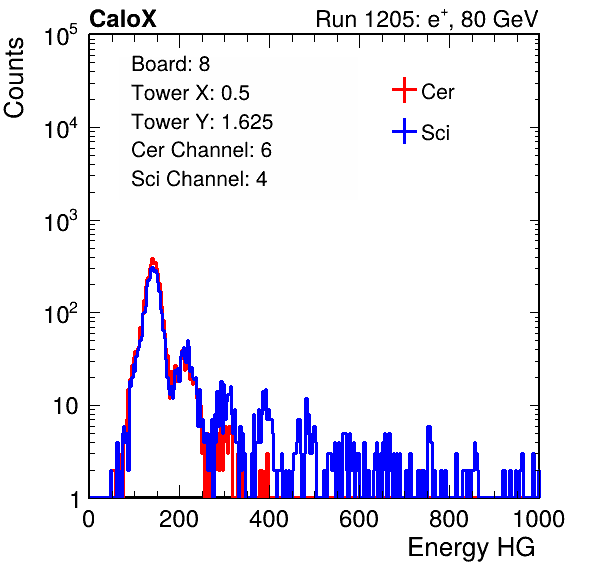 CaloX Run 1205: e⁺, 80 GeV
Counts
10⁵
10⁴
10³
10²
10
1
Board: 8
Tower X: 0.5
Tower Y: 1.625
Cer Channel: 6
Sci Channel: 4
Cer
Sci
0 200 400 600 800 1000
Energy HG